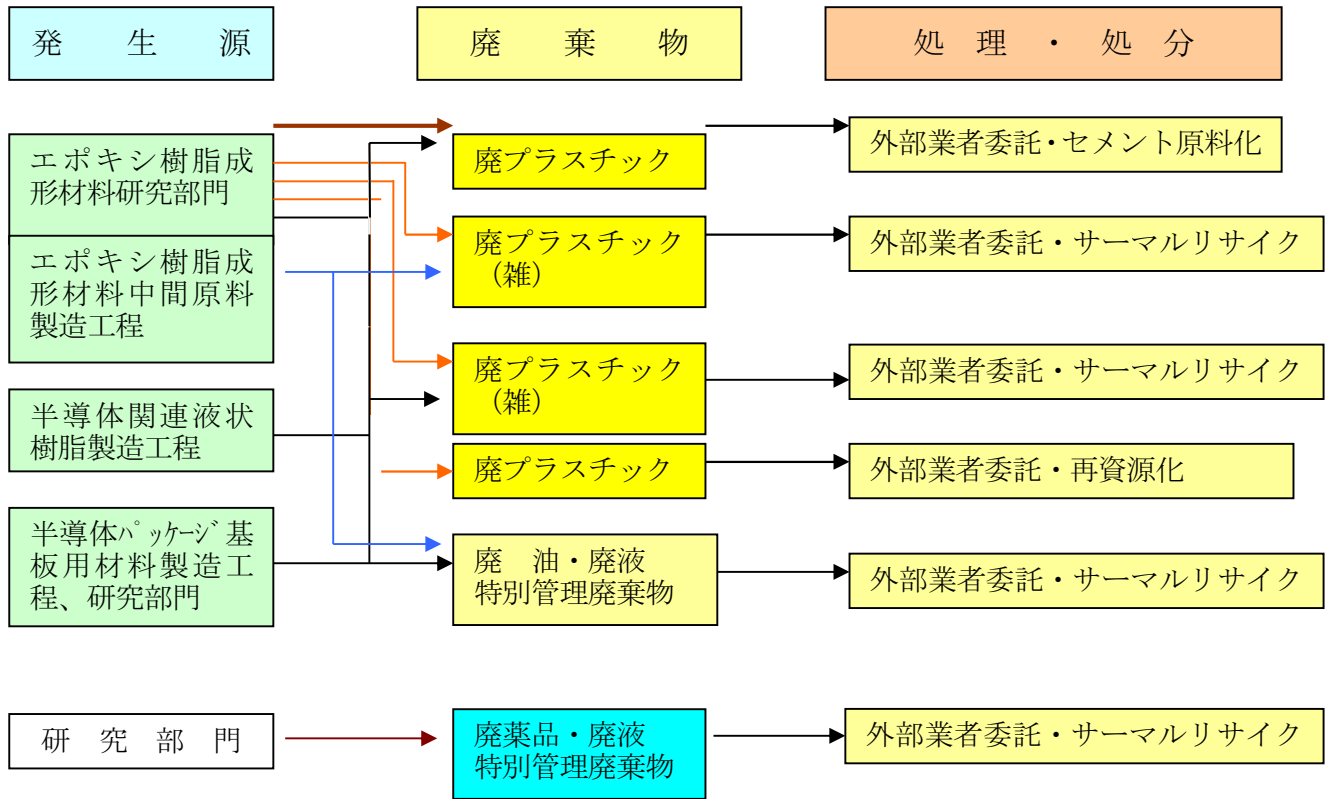 発 生 源
廃 棄 物
処 理 ・ 処 分
エポキシ樹脂成
形材料研究部門
エポキシ樹脂成
形材料中間原料
製造工程
半導体関連液状
樹脂製造工程
半導体パッケージ基
板用材料製造工
程、研究部門
研 究 部 門
廃プラスチック
廃プラスチック
(雑)
廃プラスチック
(雑)
廃プラスチック
廃 油・廃液
特別管理廃棄物
廃薬品・廃液
特別管理廃棄物
外部業者委託・セメント原料化
外部業者委託・サーマルリサイク
外部業者委託・サーマルリサイク
外部業者委託・再資源化
外部業者委託・サーマルリサイク
外部業者委託・サーマルリサイク